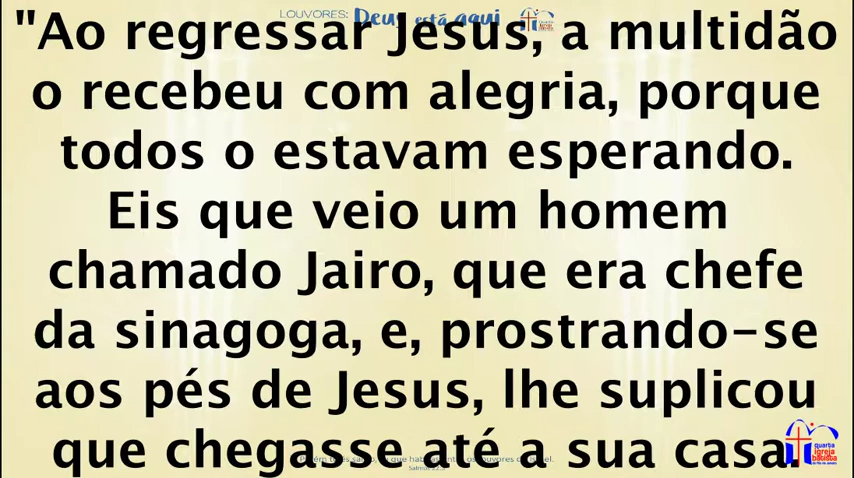 LOUVORES: Deus está aqui
"Ao regressar Jesus, a multidão
o recebeu com alegria, porque
todos o estavam esperando.
Eis que veio um homem
chamado Jairo, que era chefe
da sinagoga, e, prostrando-se
aos pés de Jesus, lhe suplicou
que chegasse até a sua casa.
quarta
igreja
batista